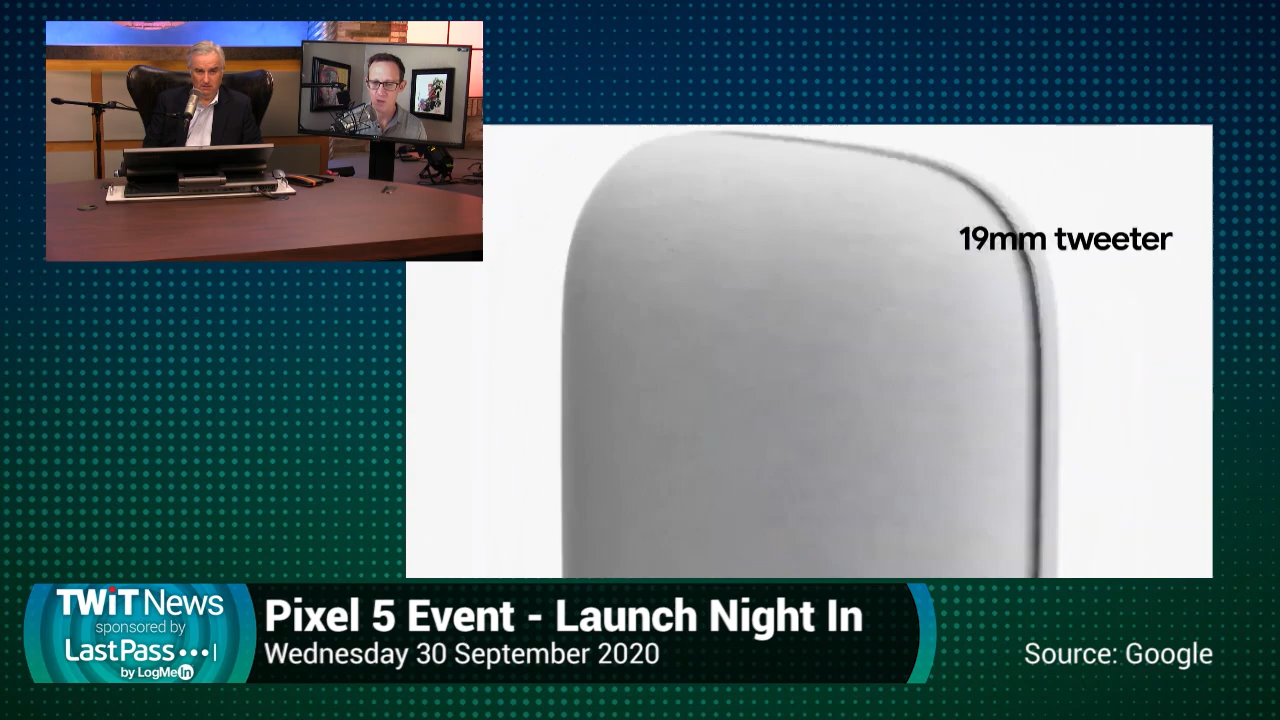 19mm tweeter
TWiT News
sponsored by
LastPass •••|
by LogMeIn
Pixel 5 Event - Launch Night In
Wednesday 30 September 2020
Source: Google